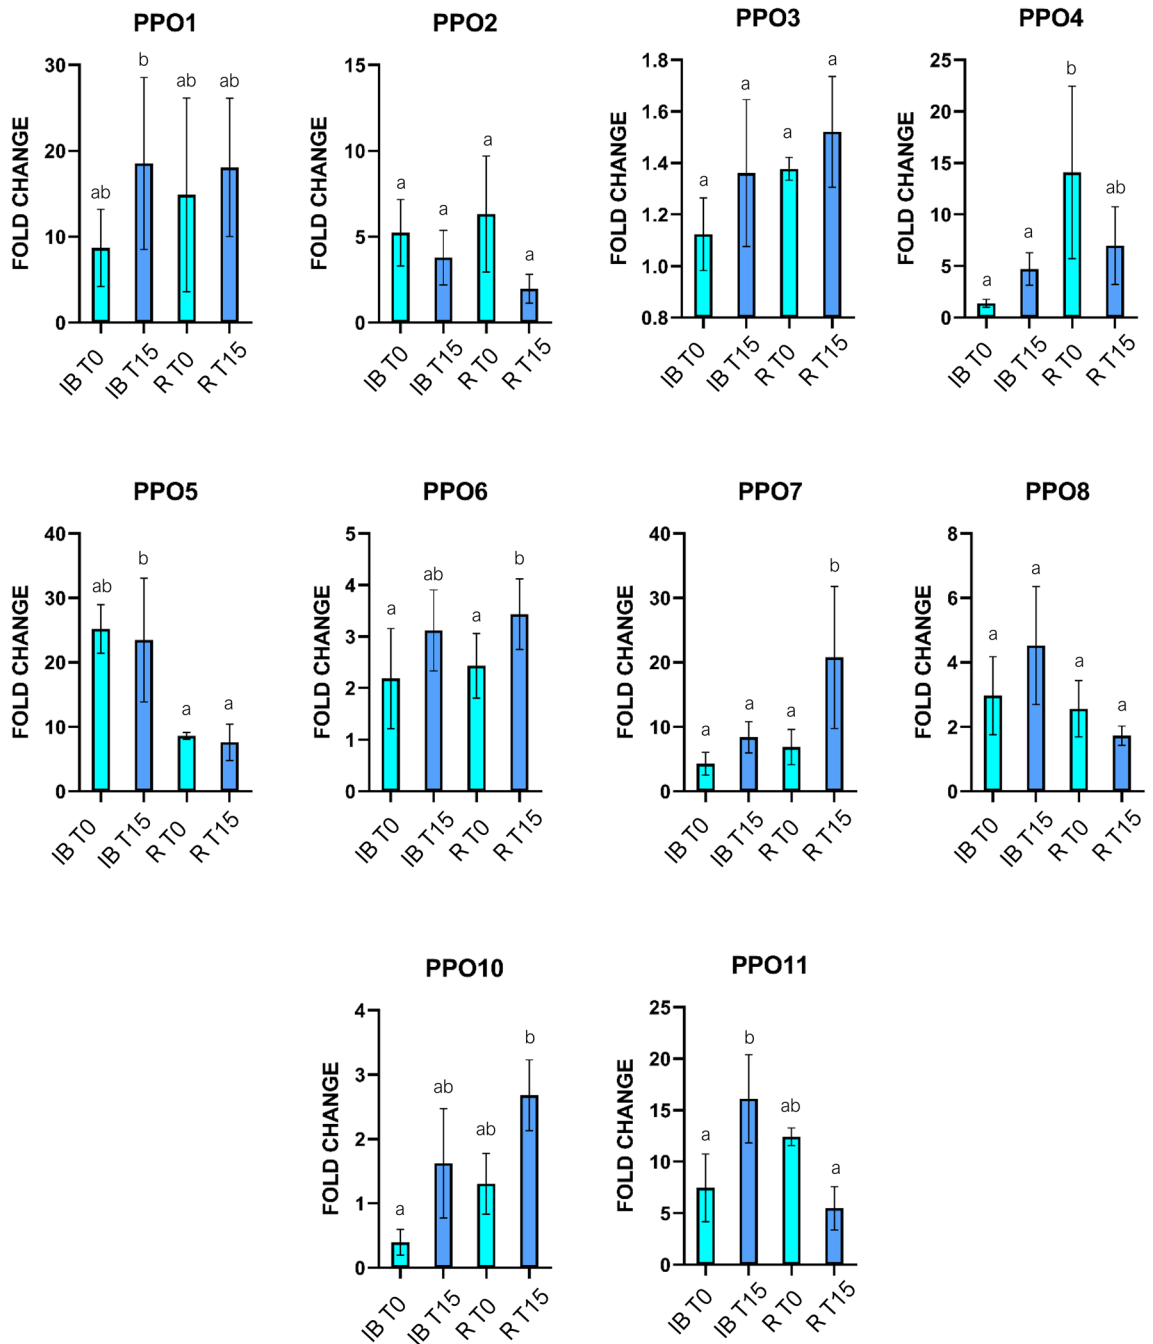 PPO1
FOLD CHANGE
30
20
10
0
ab
b
ab
ab
IB T0
IB T15
R T0
R T15
PPO2
FOLD CHANGE
15
10
5
0
a
a
a
a
IB T0
IB T15
R T0
R T15
PPO3
FOLD CHANGE
1.8
1.6
1.4
1.2
1.0
0.8
a
a
a
a
IB T0
IB T15
R T0
R T15
PPO4
FOLD CHANGE
25
20
15
10
5
0
a
a
b
ab
IB T0
IB T15
R T0
R T15
PPO5
FOLD CHANGE
40
30
20
10
0
ab
b
a
a
IB T0
IB T15
R T0
R T15
PPO6
FOLD CHANGE
5
4
3
2
1
0
a
ab
a
b
IB T0
IB T15
R T0
R T15
PPO7
FOLD CHANGE
40
30
20
10
0
a
a
a
b
IB T0
IB T15
R T0
R T15
PPO8
FOLD CHANGE
8
6
4
2
0
a
a
a
a
IB T0
IB T15
R T0
R T15
PPO10
FOLD CHANGE
4
3
2
1
0
a
ab
ab
b
IB T0
IB T15
R T0
R T15
PPO11
FOLD CHANGE
25
20
15
10
5
0
a
b
ab
a
IB T0
IB T15
R T0
R T15